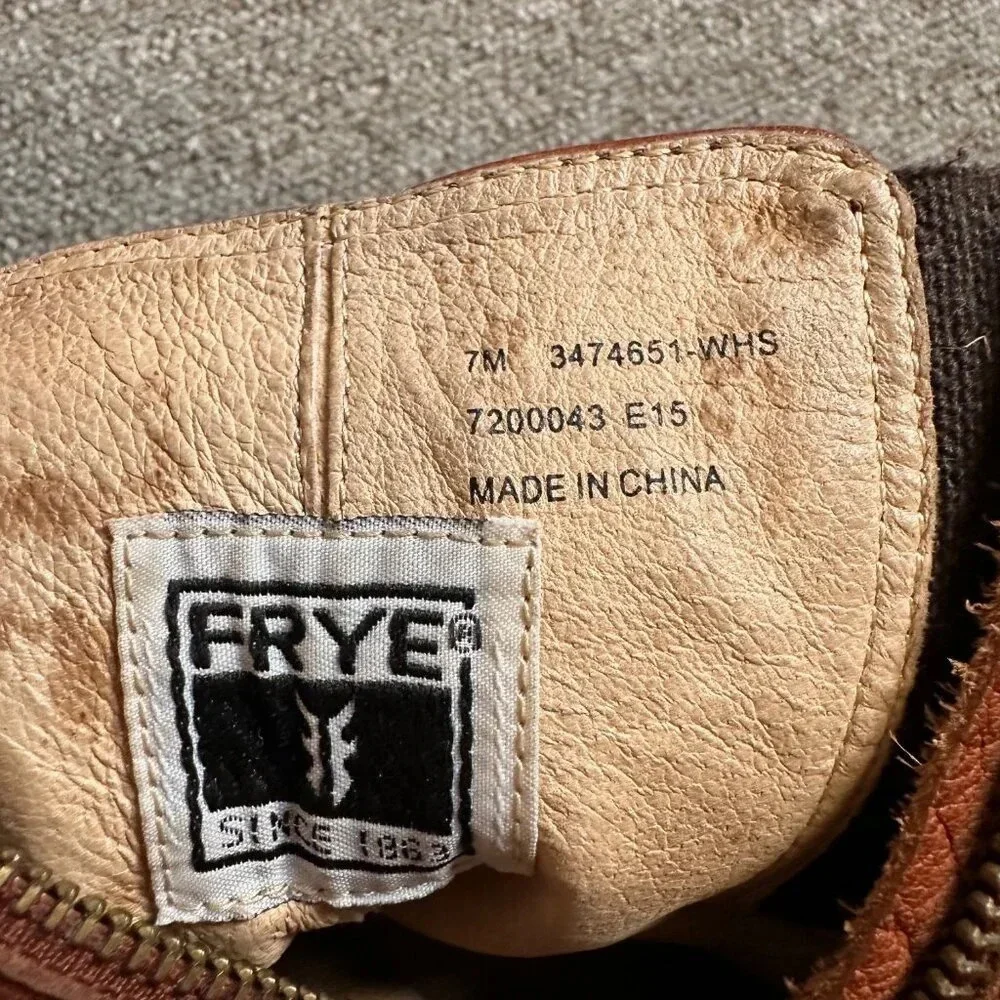 7M 3474651-WHS
7200043 E15
MADE IN CHINA
FRYE®
SINCE 1863